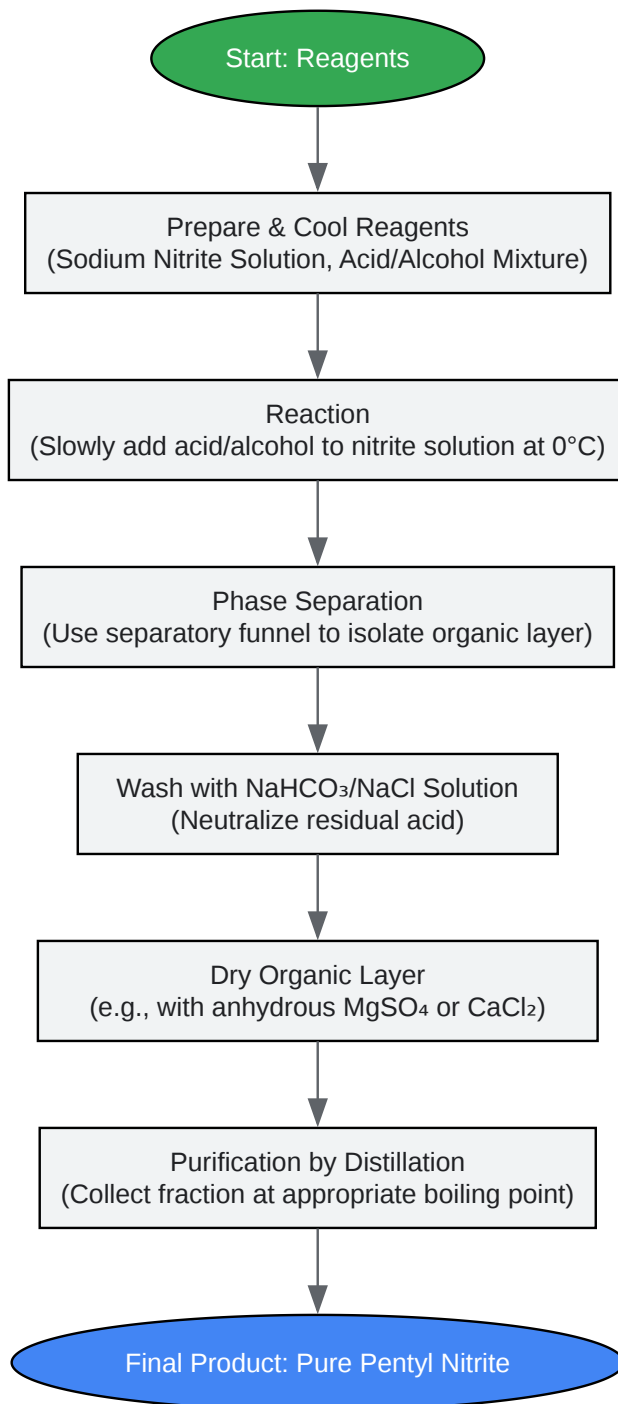 Start: Reagents
Prepare & Cool Reagents
(Sodium Nitrite Solution, Acid/Alcohol Mixture)
Reaction
(Slowly add acid/alcohol to nitrite solution at 0°C)
Phase Separation
(Use separatory funnel to isolate organic layer)
Wash with NaHCO₃/NaCl Solution
(Neutralize residual acid)
Dry Organic Layer
(e.g., with anhydrous MgSO₄ or CaCl₂)
Purification by Distillation
(Collect fraction at appropriate boiling point)
Final Product: Pure Pentyl Nitrite